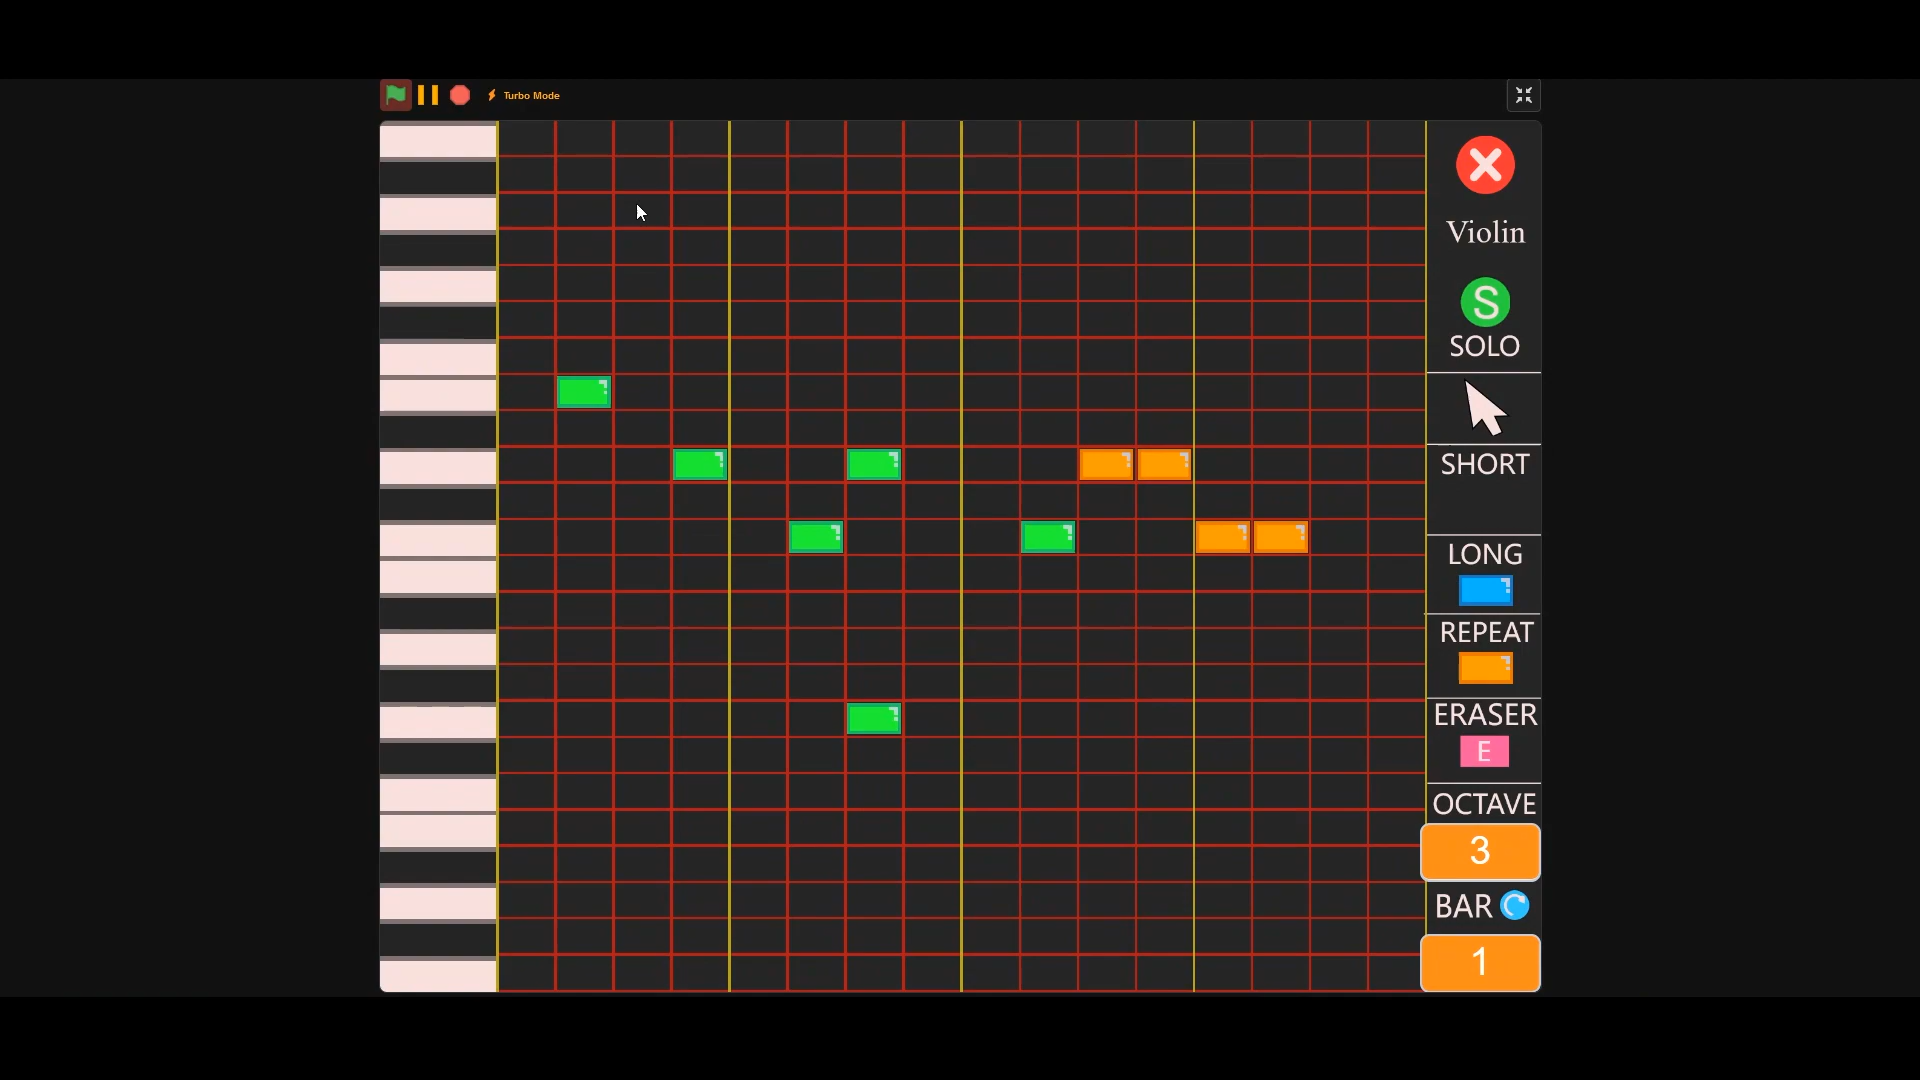 Turbo Mode
Violin
S
SOLO
SHORT
LONG
REPEAT
ERASER
E
OCTAVE
3
BAR
1